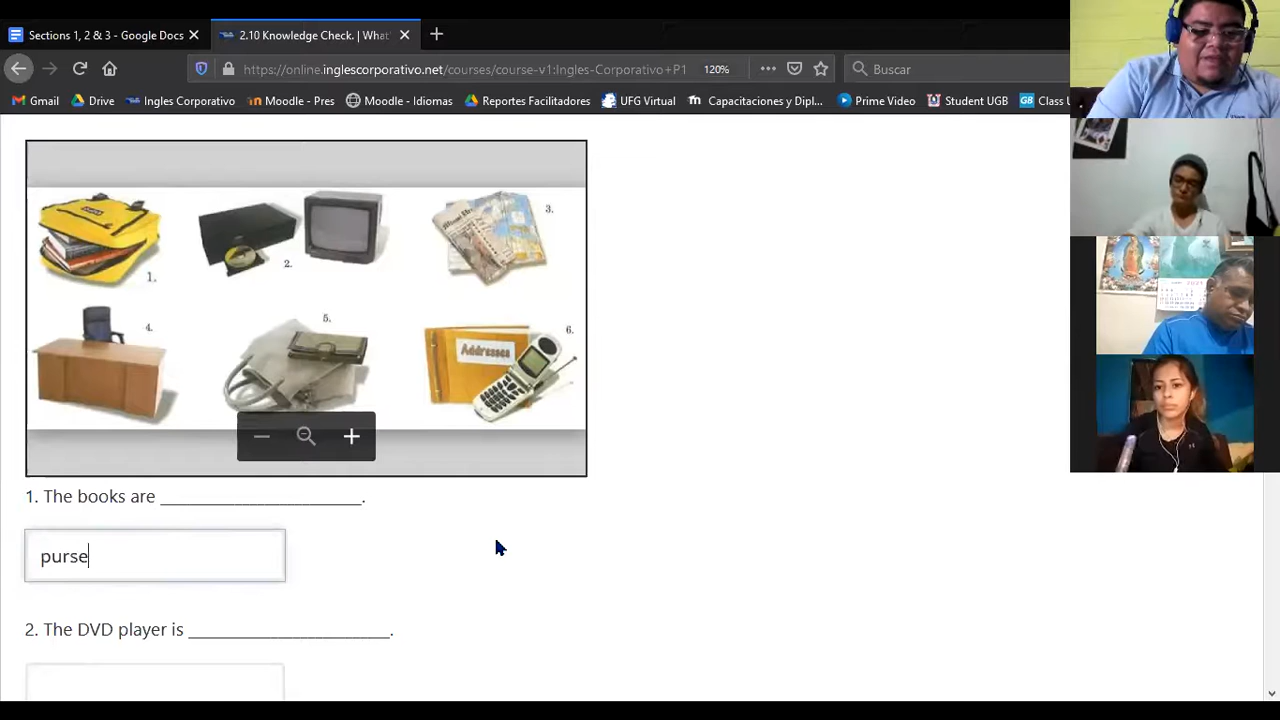 Sections 1, 2 & 3 - Google Docs
2.10 Knowledge Check. | What
https://online.inglescorporativo.net/courses/course-v1:Ingles-Corporativo+P1
120%
Buscar
Gmail
Drive
Ingles Corporativo
Moodle - Pres
Moodle - Idiomas
Reportes Facilitadores
UFG Virtual
Capacitaciones y Dipl...
Prime Video
Student UGB
Class
1.
2.
3.
4.
5.
6.
Addresses
1. The books are ________________________.
purse
2. The DVD player is ________________________.